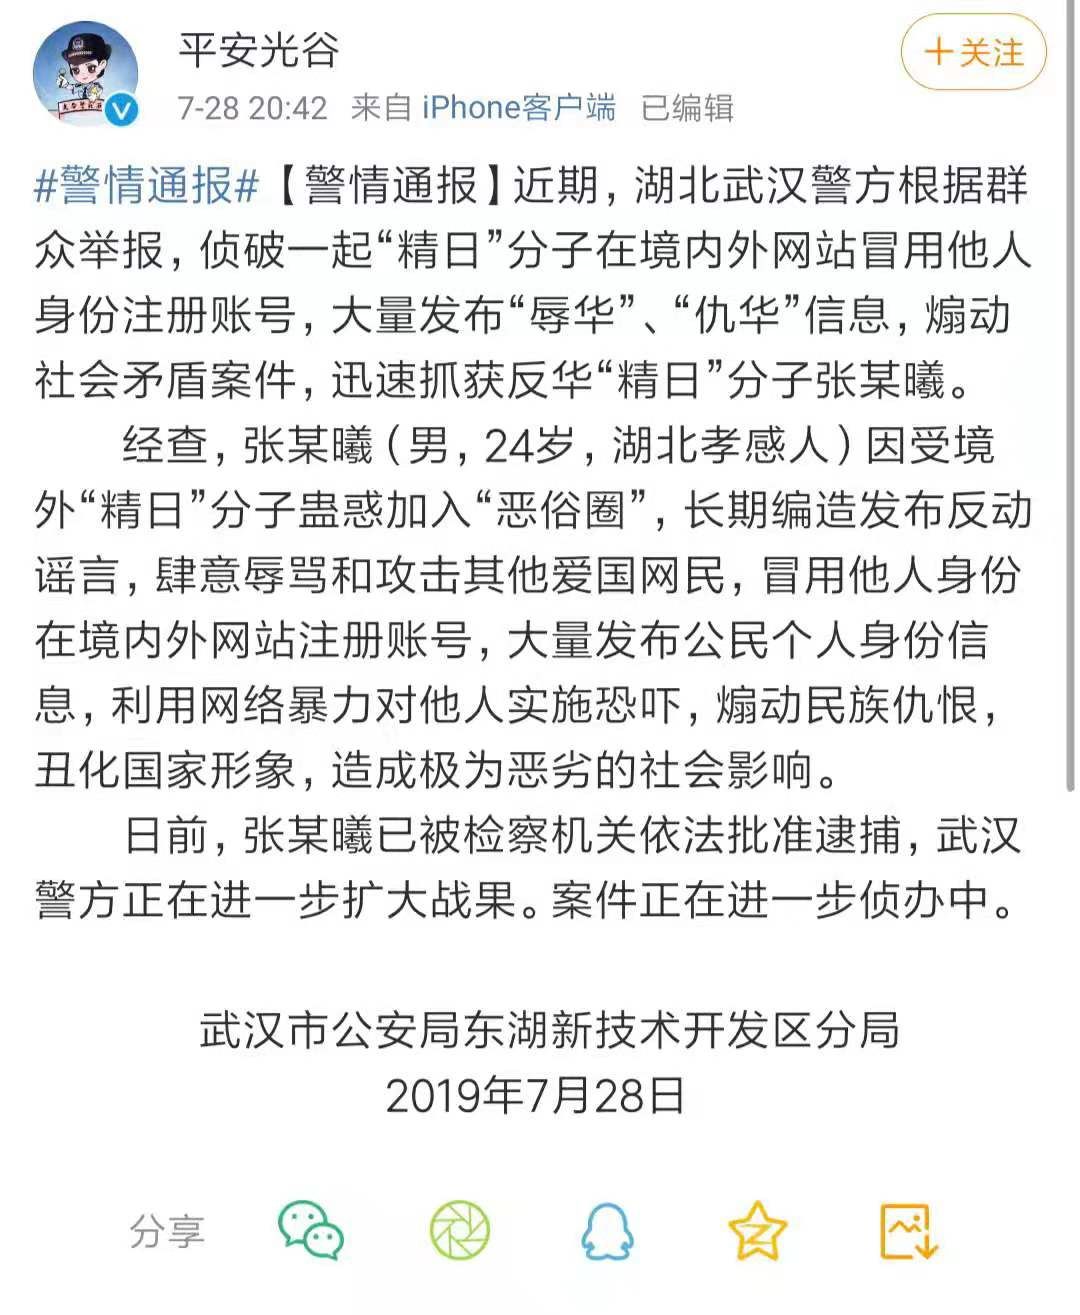 平安光谷
+关注
7-28 20:42 来自 iPhone客户端 已编辑
#警情通报#【警情通报】近期，湖北武汉警方根据群
众举报，侦破一起“精日”分子在境内外网站冒用他人
身份注册账号，大量发布“辱华”、“仇华”信息，煽动
社会矛盾案件，迅速抓获反华“精日”分子张某曦。
经查，张某曦（男，24岁，湖北孝感人）因受境
外“精日”分子蛊惑加入“恶俗圈”，长期编造发布反动
谣言，肆意辱骂和攻击其他爱国网民，冒用他人身份
在境内外网站注册账号，大量发布公民个人身份信
息，利用网络暴力对他人实施恐吓，煽动民族仇恨，
丑化国家形象，造成极为恶劣的社会影响。
日前，张某曦已被检察机关依法批准逮捕，武汉
警方正在进一步扩大战果。案件正在进一步侦办中。
武汉市公安局东湖新技术开发区分局
2019年7月28日
分享